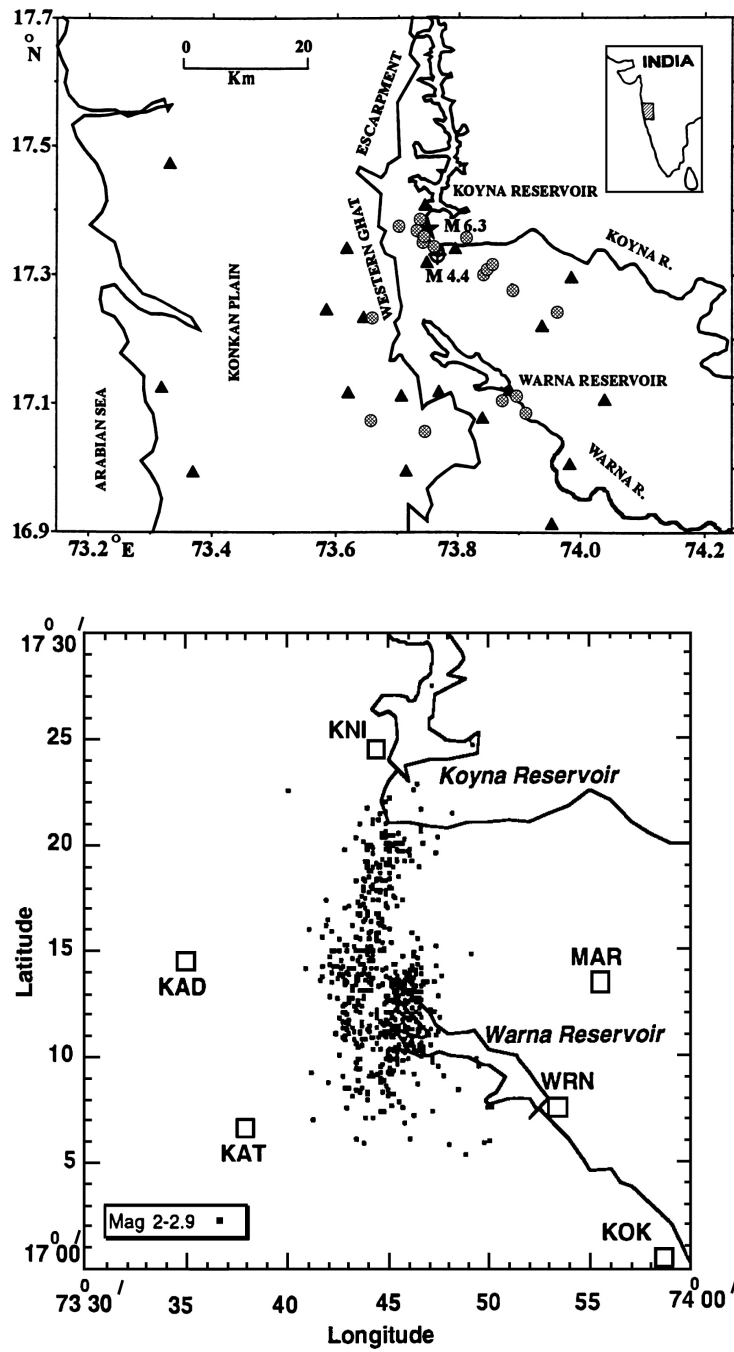 17.7
°
N
0 20
Km
INDIA
ESCARPMENT
17.5
KOYNA RESERVOIR
M 6.3
KOYNA R.
17.3
M 4.4
WESTERN GHAT
KONKAN PLAIN
WARNA RESERVOIR
17.1
ARABIAN SEA
WARNA R.
16.9
73.2°E 73.4 73.6 73.8 74.0 74.2
17° 30′
KNI
25
Koyna Reservoir
20
Latitude
15
KAD
MAR
10
Warna Reservoir
WRN
KAT
5
Mag 2-2.9
KOK
17° 00′
73° 30′ 35 40 45 50 55 74° 00′
Longitude